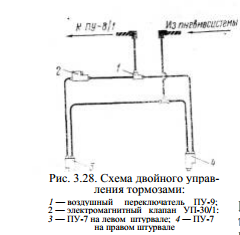 К ПУ-8/1
Из пневмосистемы
1
2
3
4
Рис. 3.28. Схема двойного управ-
ления тормозами:
1 — воздушный переключатель ПУ-9;
2 — электромагнитный клапан УП-30/1;
3 — ПУ-7 на левом штурвале; 4 — ПУ-7
на правом штурвале